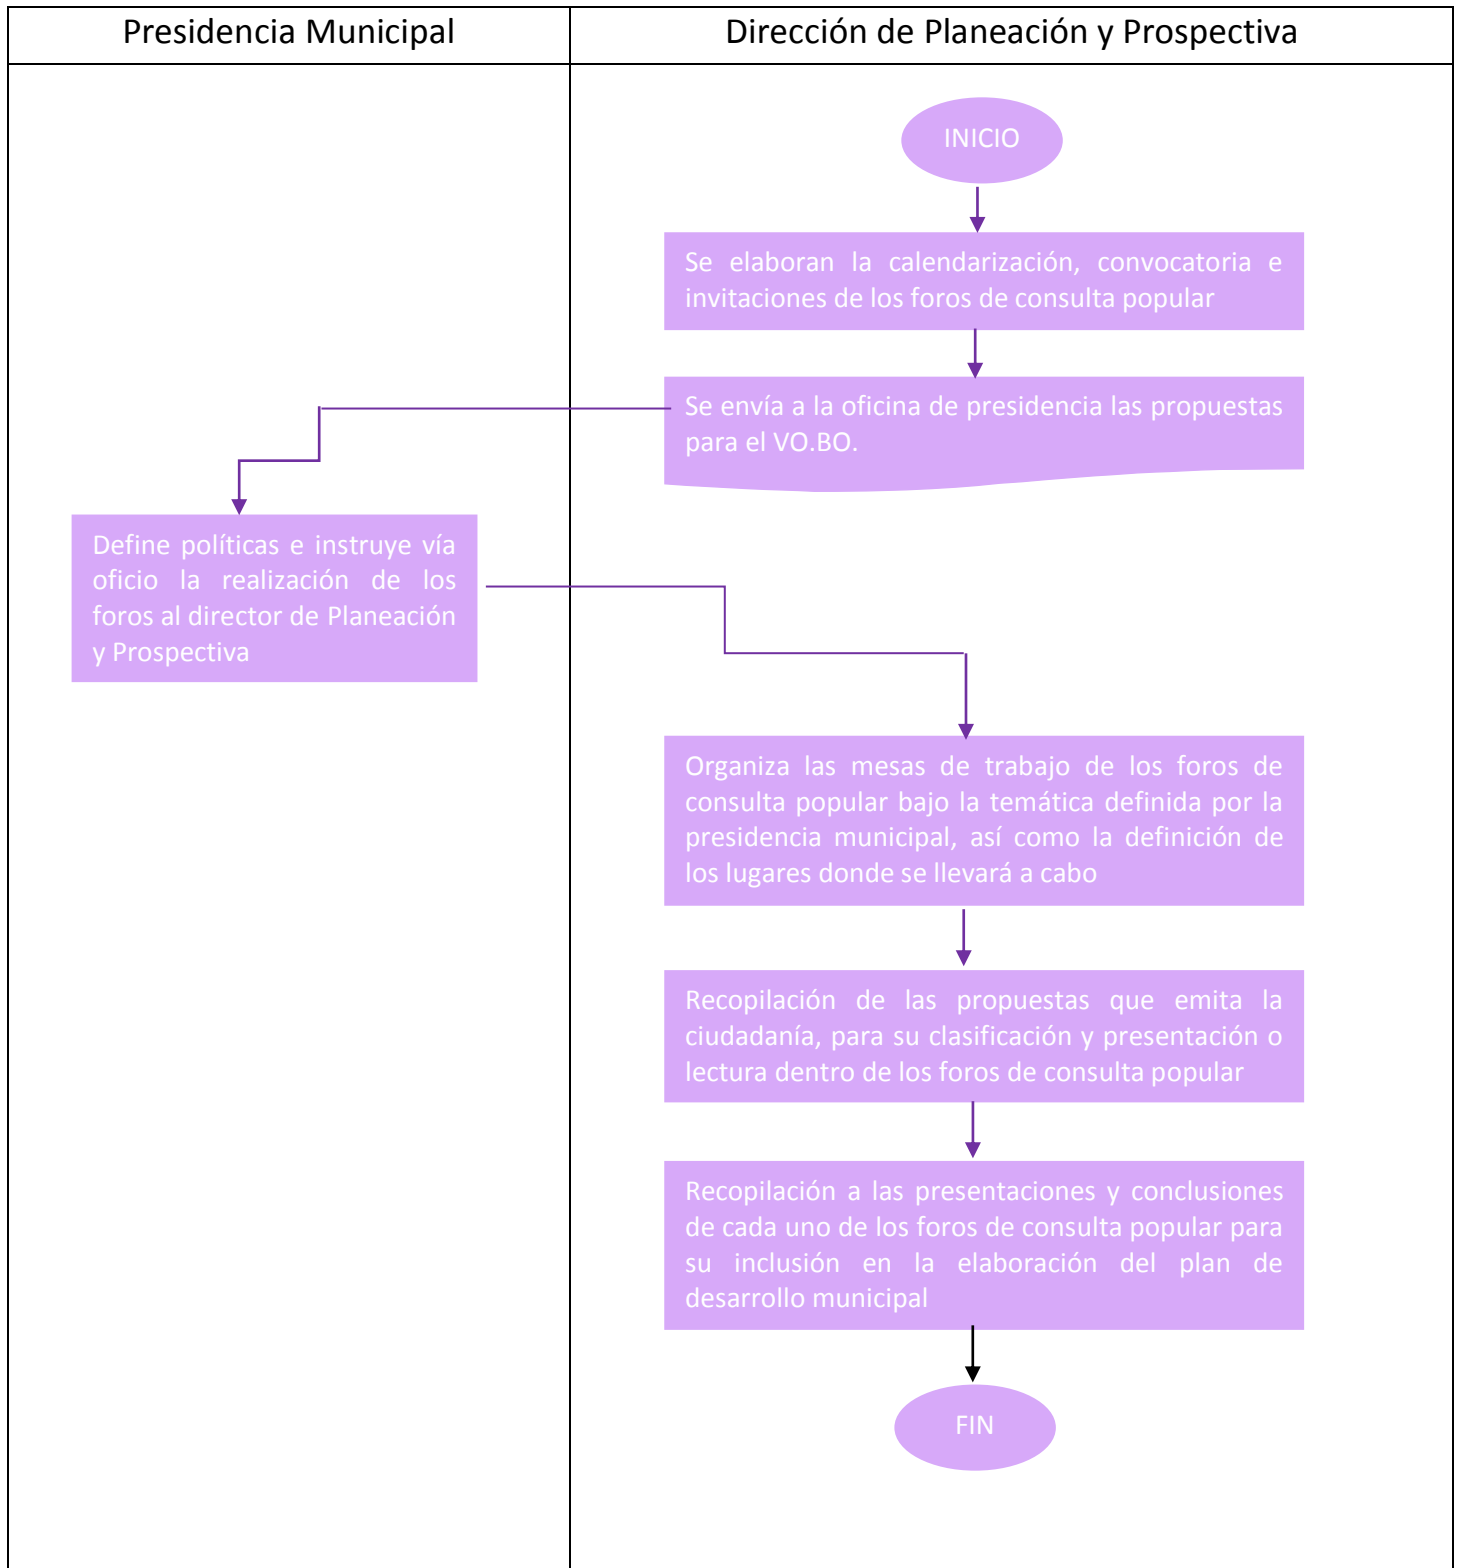 Presidencia Municipal
Dirección de Planeación y Prospectiva
INICIO
Se elaboran la calendarización, convocatoria e
invitaciones de los foros de consulta popular
Se envía a la oficina de presidencia las propuestas
para el VO.BO.
Define políticas e instruye vía
oficio la realización de los
foros al director de Planeación
y Prospectiva
Organiza las mesas de trabajo de los foros de
consulta popular bajo la temática definida por la
presidencia municipal, así como la definición de
los lugares donde se llevará a cabo
Recopilación de las propuestas que emita la
ciudadanía, para su clasificación y presentación o
lectura dentro de los foros de consulta popular
Recopilación a las presentaciones y conclusiones
de cada uno de los foros de consulta popular para
su inclusión en la elaboración del plan de
desarrollo municipal
FIN